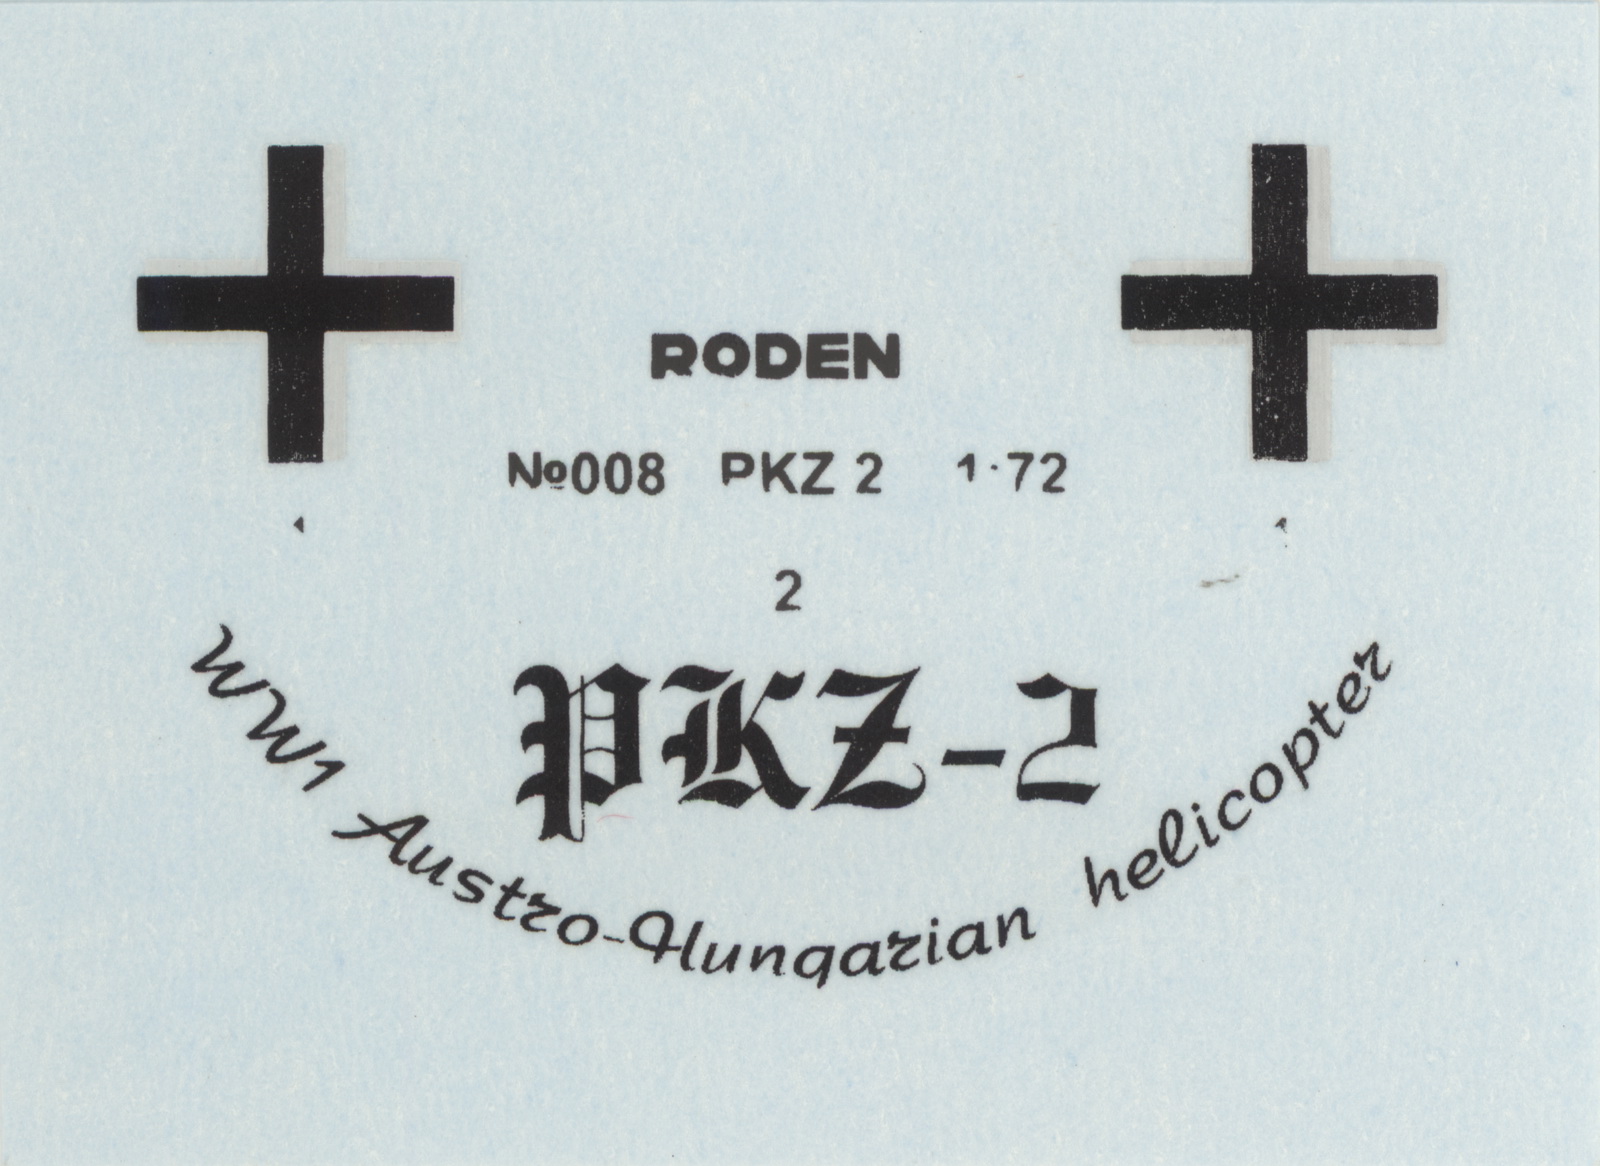 RODEN
№008 PKZ 2 1·72
2
PKZ-2
WW1 Austro-Hungarian helicopter